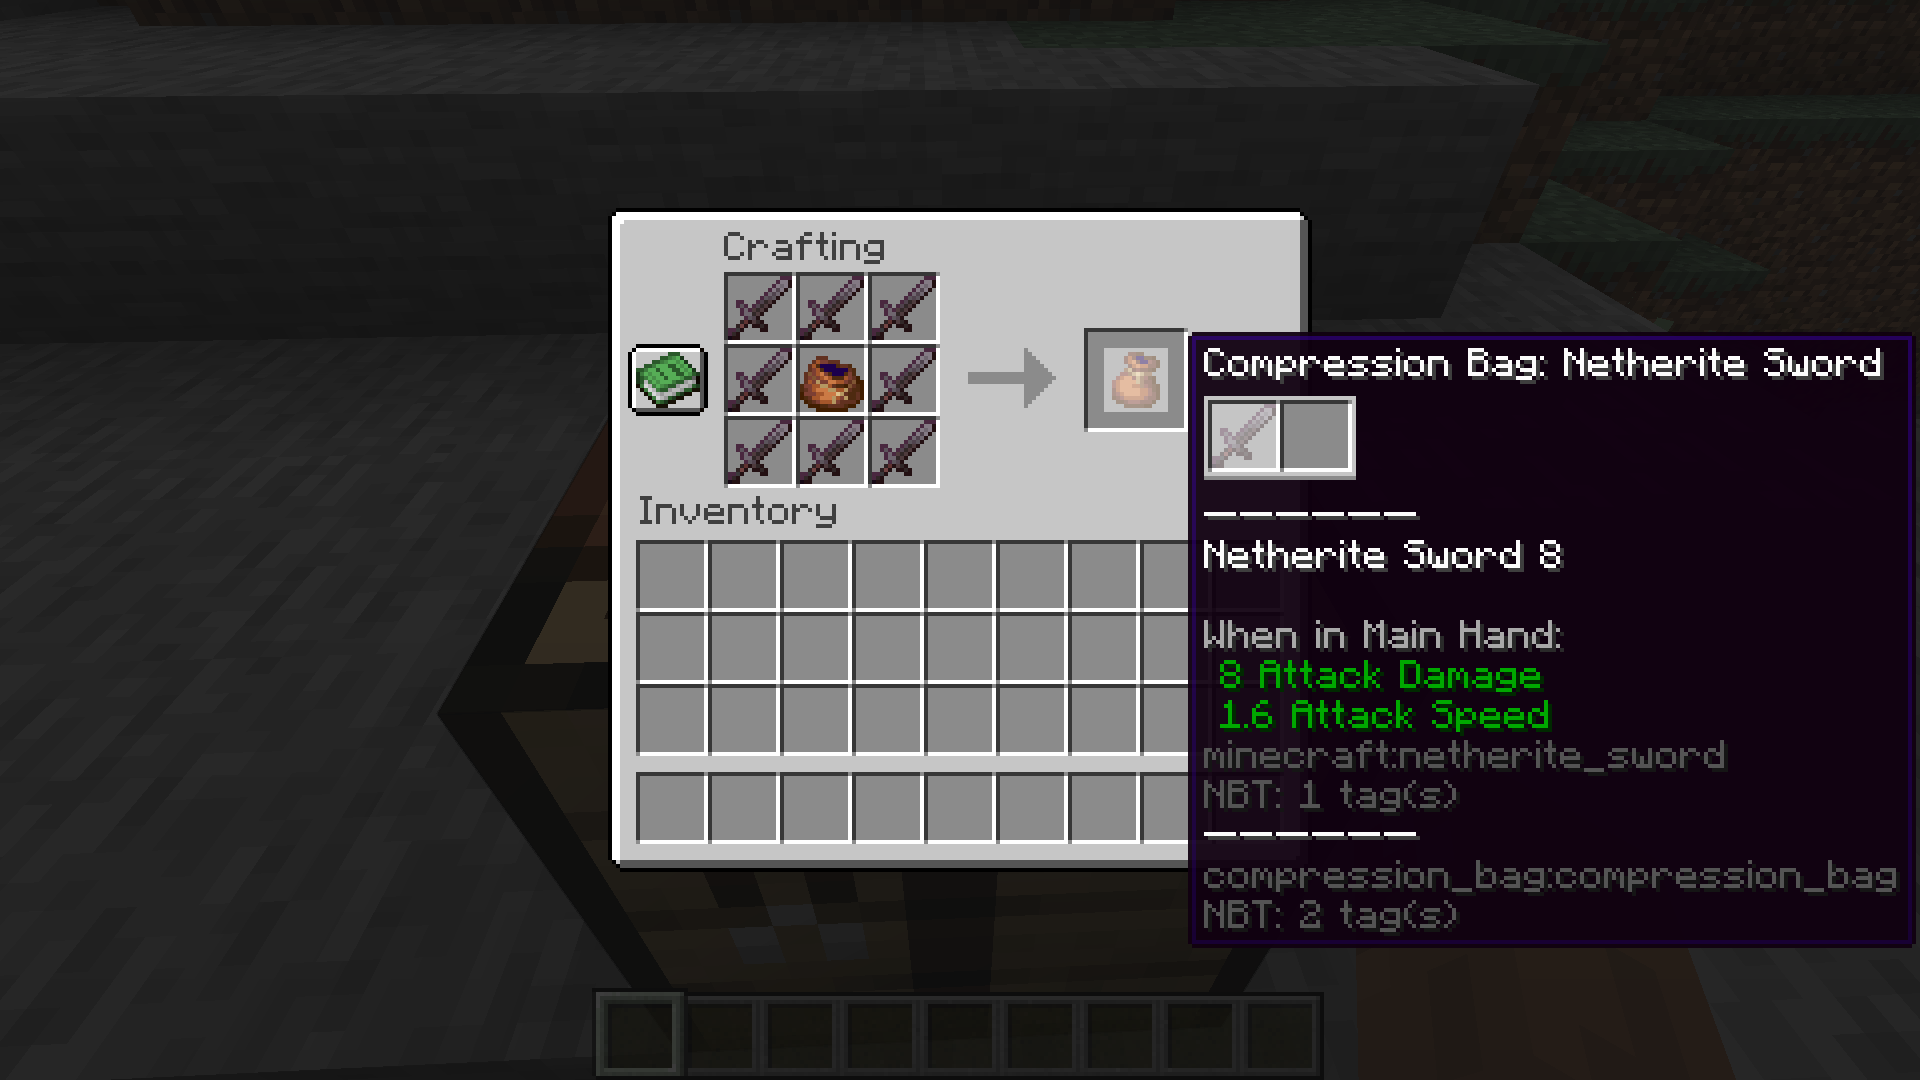 Crafting
Inventory
Compression Bag: Netherite Sword
Netherite Sword 8
When in Main Hand:
8 Attack Damage
1.6 Attack Speed
minecraft:netherite_sword
NBT: 1 tag(s)
compression_bag:compression_bag
NBT: 2 tag(s)